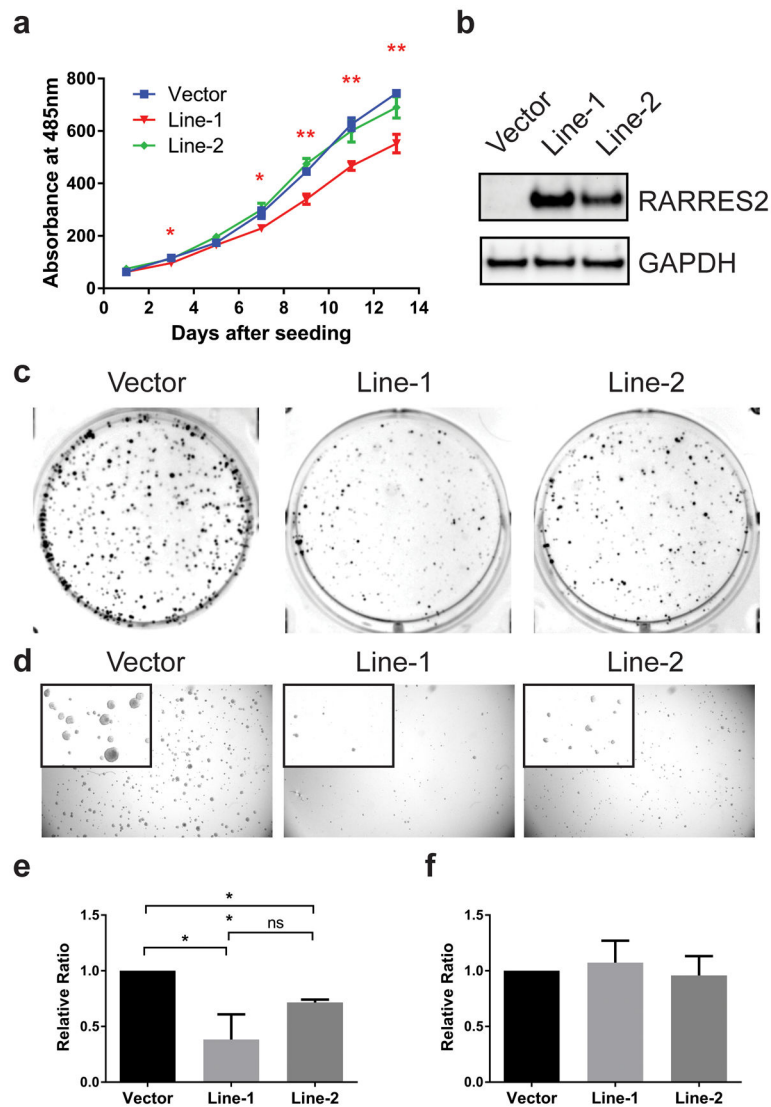 a
Absorbance at 485nm
800
600
400
200
0
Vector
Line-1
Line-2
*
*
**
**
**
0 2 4 6 8 10 12 14
Days after seeding
b
Vector
Line-1
Line-2
RARRES2
GAPDH
c
Vector Line-1 Line-2
d
Vector Line-1 Line-2
e
Relative Ratio
1.5
1.0
0.5
0.0
*
*
* ns
Vector Line-1 Line-2
f
Relative Ratio
1.5
1.0
0.5
0.0
Vector Line-1 Line-2